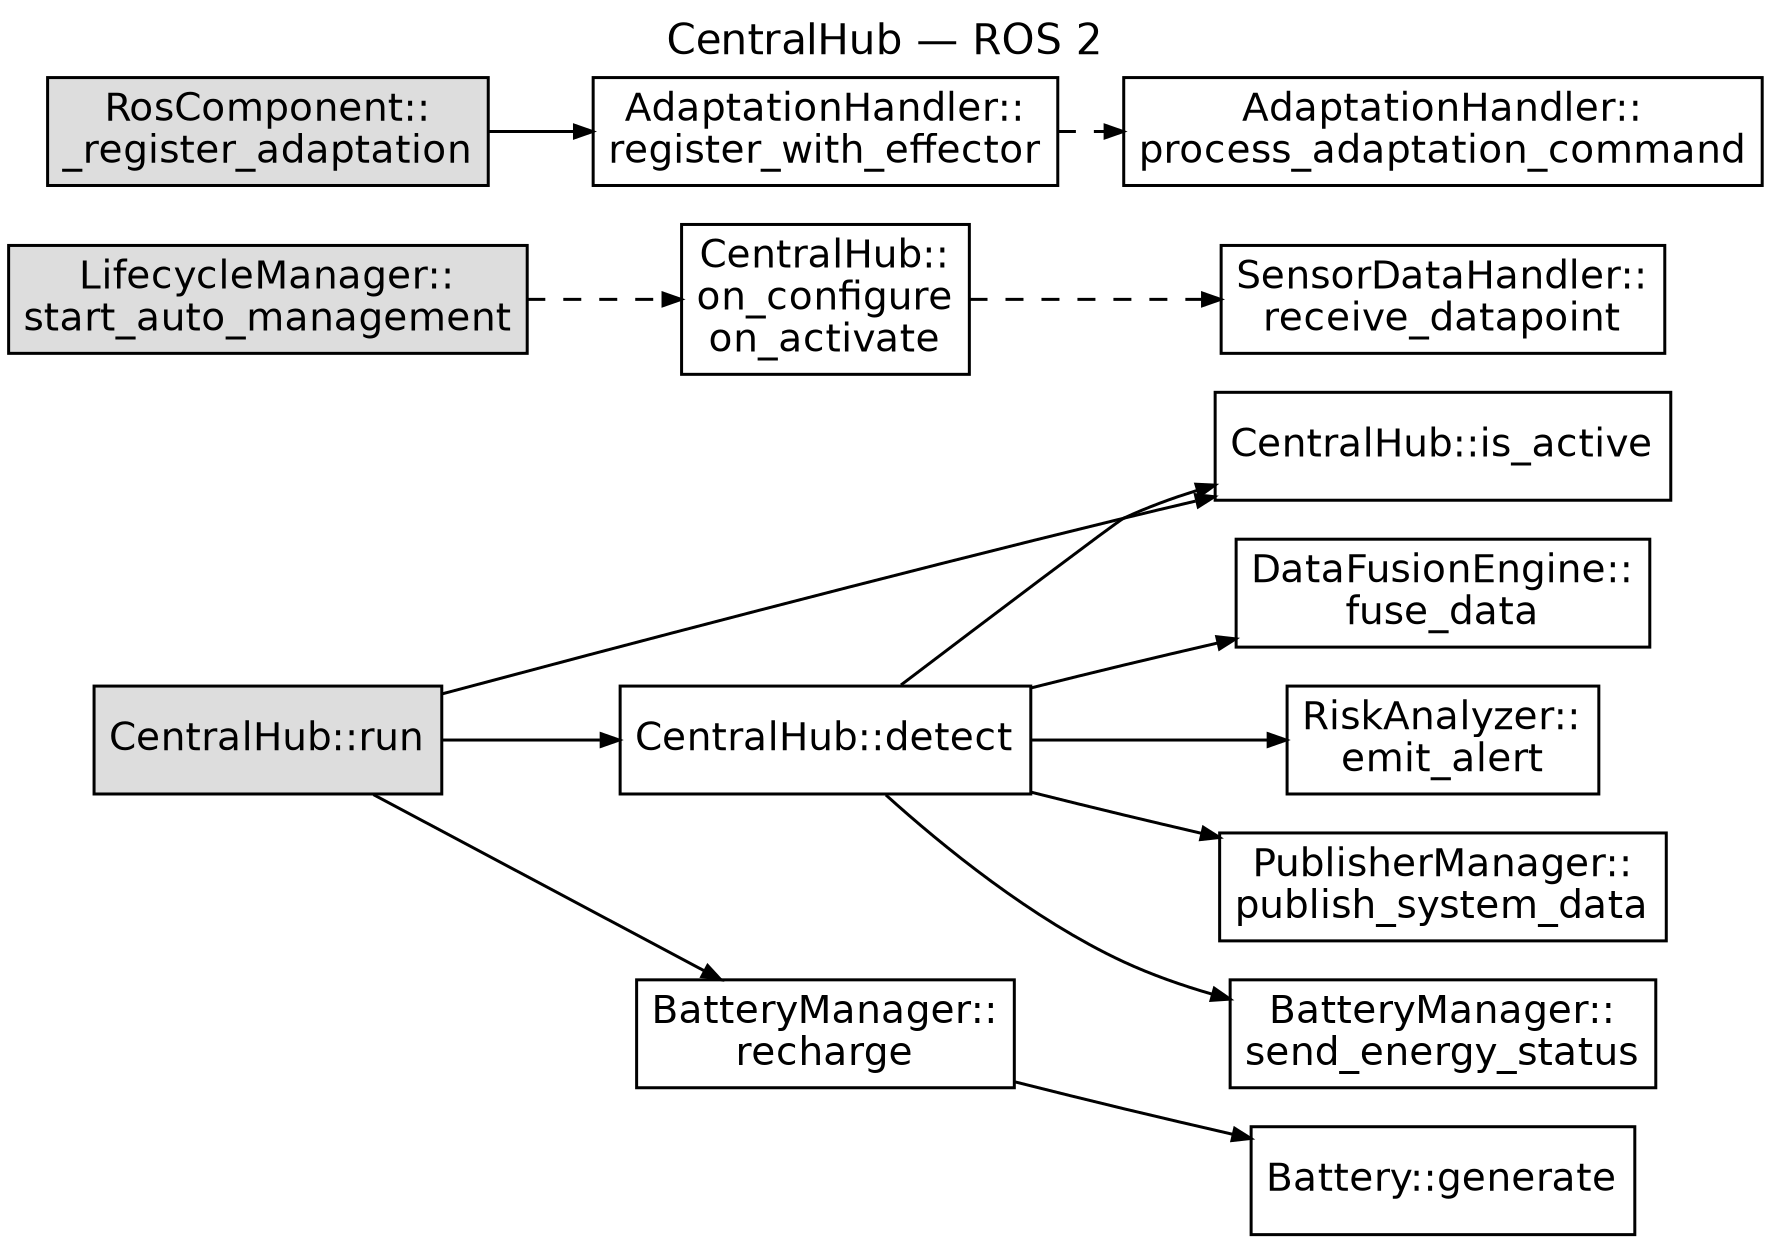 CentralHub — ROS 2
RosComponent::
_register_adaptation
AdaptationHandler::
register_with_effector
AdaptationHandler::
process_adaptation_command
LifecycleManager::
start_auto_management
CentralHub::
on_configure
on_activate
SensorDataHandler::
receive_datapoint
CentralHub::is_active
DataFusionEngine::
fuse_data
CentralHub::run
CentralHub::detect
RiskAnalyzer::
emit_alert
PublisherManager::
publish_system_data
BatteryManager::
recharge
BatteryManager::
send_energy_status
Battery::generate